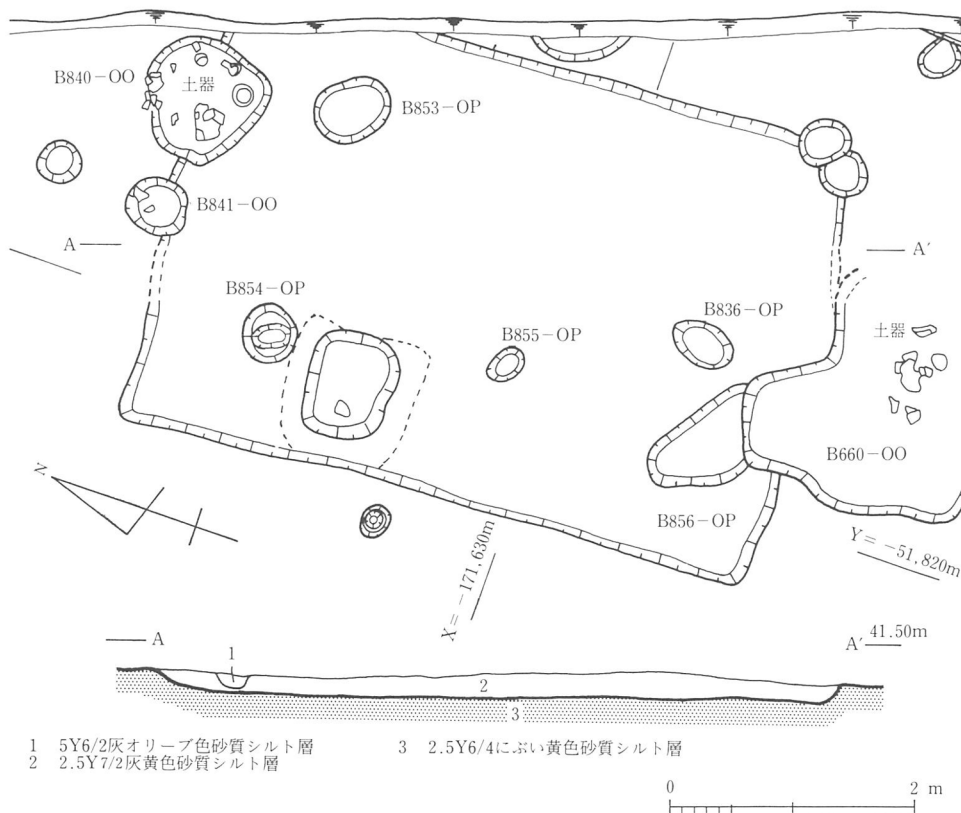 B840-OO
土器
B853-OP
B841-OO
A
A′
B854-OP
B855-OP
B836-OP
土器
B660-OO
B856-OP
N
X = -171,630m
Y = -51,820m
A
A′ 41.50m
1
2
3
1 5Y6/2灰オリーブ色砂質シルト層
2 2.5Y7/2灰黄色砂質シルト層
3 2.5Y6/4にぶい黄色砂質シルト層
0 2 m